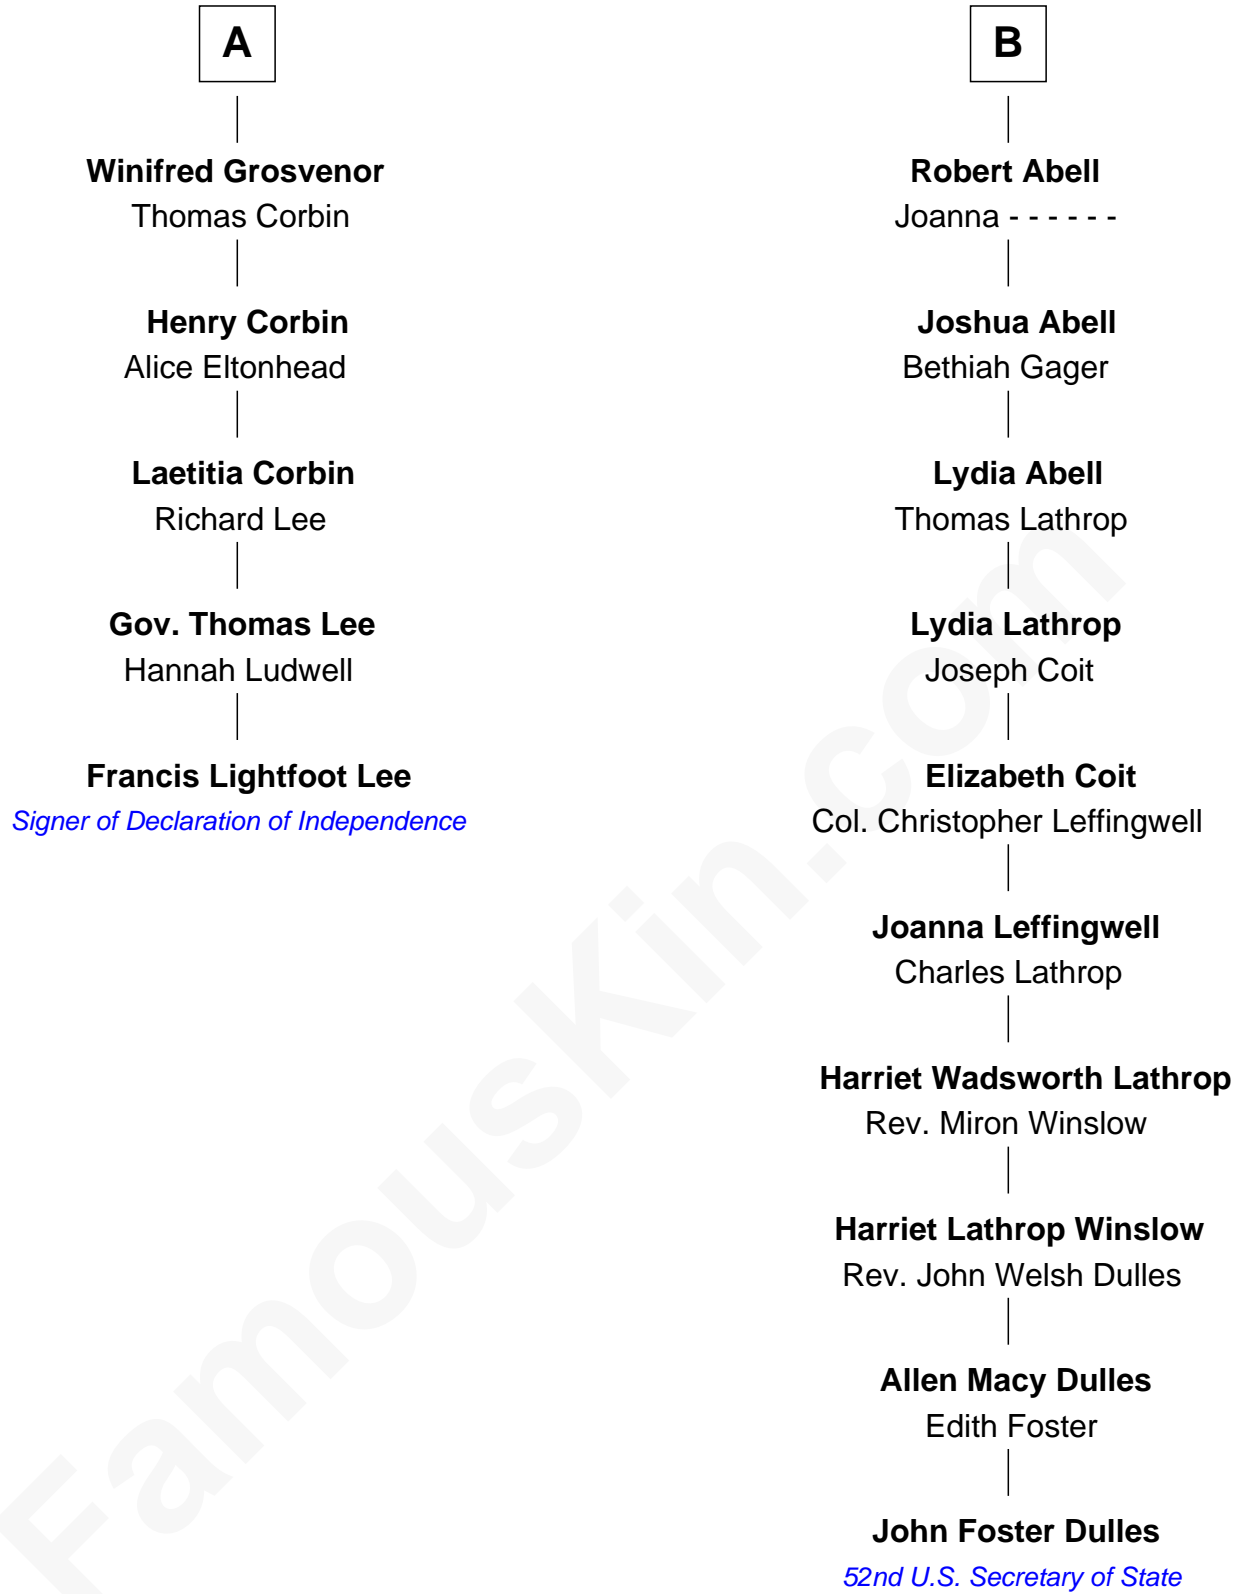 A
Winifred Grosvenor
Thomas Corbin
Henry Corbin
Alice Eltonhead
Laetitia Corbin
Richard Lee
Gov. Thomas Lee
Hannah Ludwell
Francis Lightfoot Lee
Signer of Declaration of Independence
B
Robert Abell
Joanna - - - - - -
Joshua Abell
Bethiah Gager
Lydia Abell
Thomas Lathrop
Lydia Lathrop
Joseph Coit
Elizabeth Coit
Col. Christopher Leffingwell
Joanna Leffingwell
Charles Lathrop
Harriet Wadsworth Lathrop
Rev. Miron Winslow
Harriet Lathrop Winslow
Rev. John Welsh Dulles
Allen Macy Dulles
Edith Foster
John Foster Dulles
52nd U.S. Secretary of State
FamousKin.com